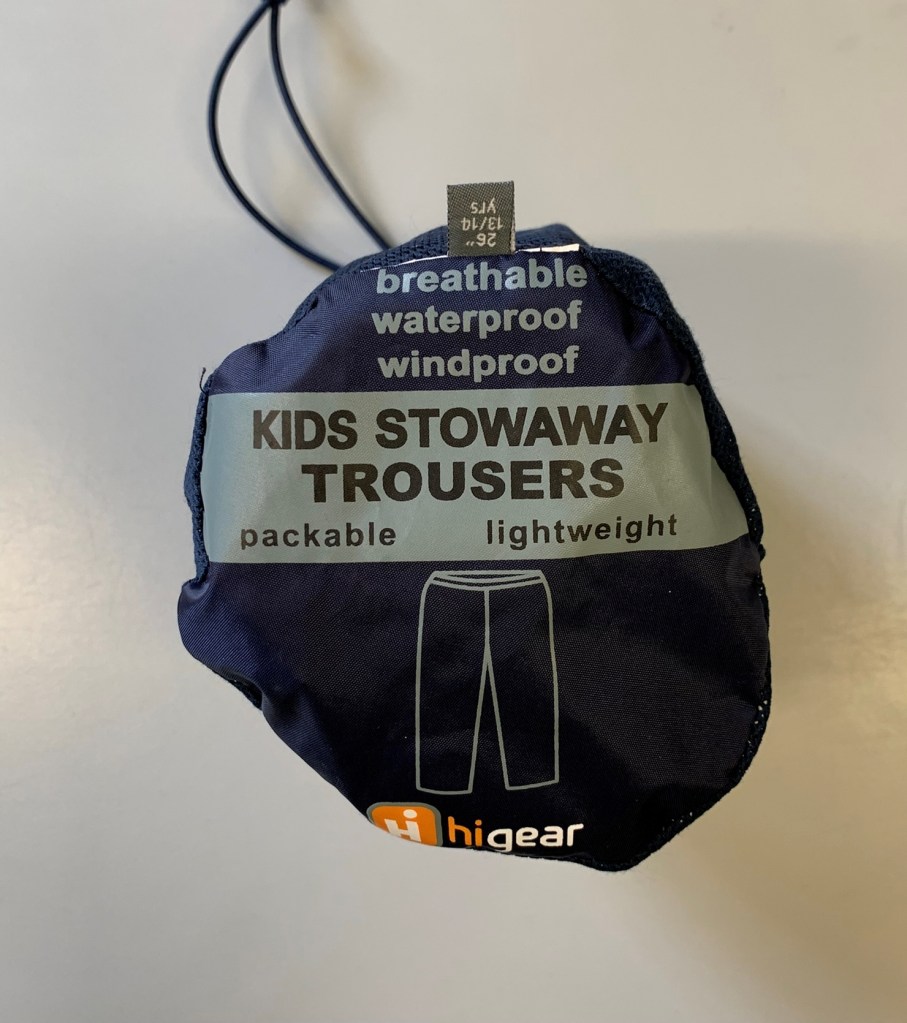 26"
13/14
yrs
breathable
waterproof
windproof
KIDS STOWAWAY
TROUSERS
packable lightweight
Hi higear